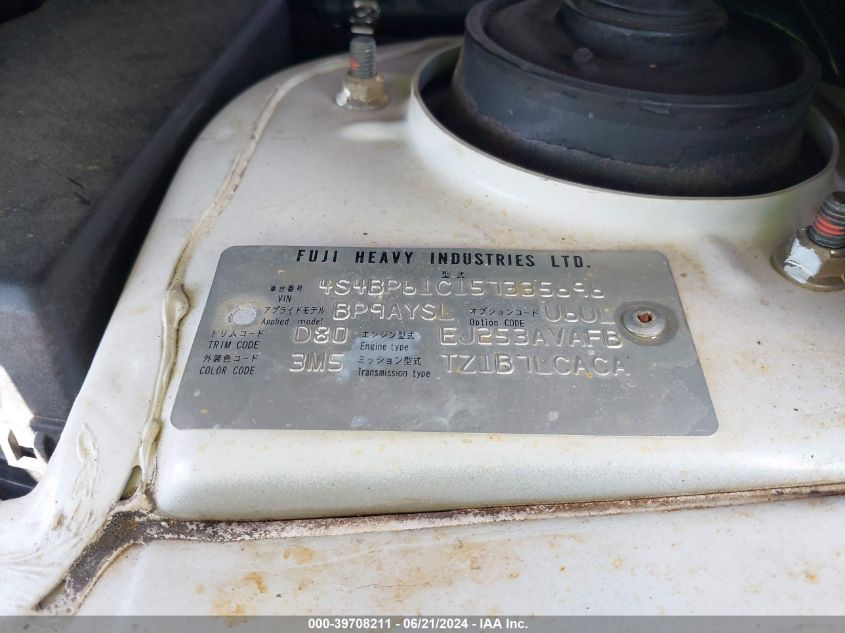 FUJI HEAVY INDUSTRIES LTD.
型式
車台番号 VIN 4S4BP61C157335696
アプライドモデル Applied model BP9AYSL オプションコード Option CODE U6UL
トリムコード TRIM CODE D80 エンジン型式 Engine type EJ253AVAFB
外装色コード COLOR CODE 3M5 ミッション型式 Transmission type TZ1B7LCACA
000-39708211 - 06/21/2024 - IAA Inc.